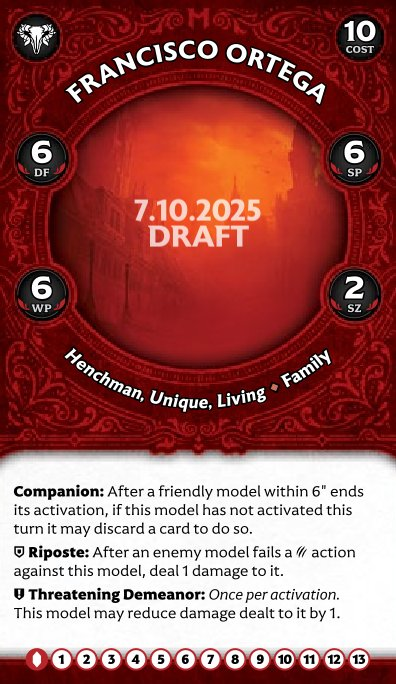 10
COST
FRANCISCO ORTEGA
6
DF
6
SP
7.10.2025
DRAFT
6
WP
2
SZ
Henchman, Unique, Living • Family
Companion: After a friendly model within 6" ends
its activation, if this model has not activated this
turn it may discard a card to do so.
Riposte: After an enemy model fails a action
against this model, deal 1 damage to it.
Threatening Demeanor: Once per activation.
This model may reduce damage dealt to it by 1.
1 2 3 4 5 6 7 8 9 10 11 12 13